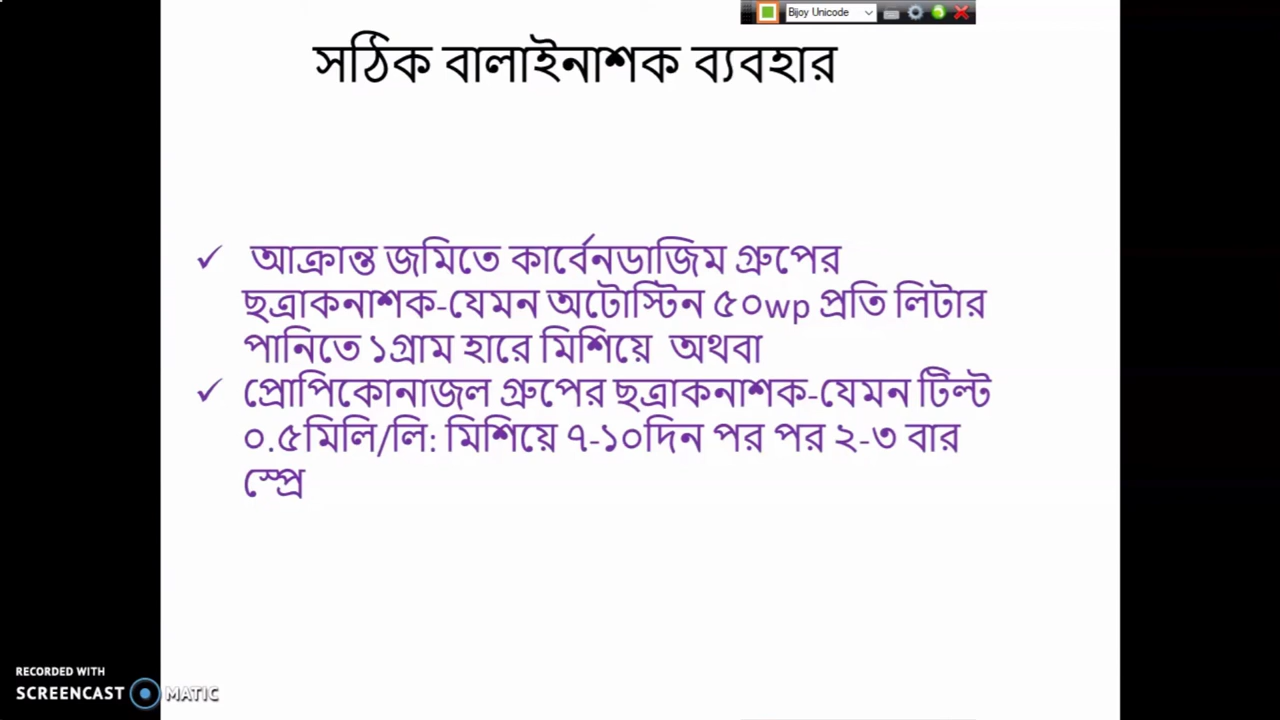 Bijoy Unicode
সঠিক বালাইনাশক ব্যবহার
✓ আক্রান্ত জমিতে কার্বেনডাজিম গ্রুপের
ছত্রাকনাশক-যেমন অটোস্টিন ৫০wp প্রতি লিটার
পানিতে ১গ্রাম হারে মিশিয়ে অথবা
✓ প্রোপিকোনাজল গ্রুপের ছত্রাকনাশক-যেমন টিল্ট
০.৫মিলি/লি: মিশিয়ে ৭-১০দিন পর পর ২-৩ বার
স্প্রে
RECORDED WITH
SCREENCAST MATIC